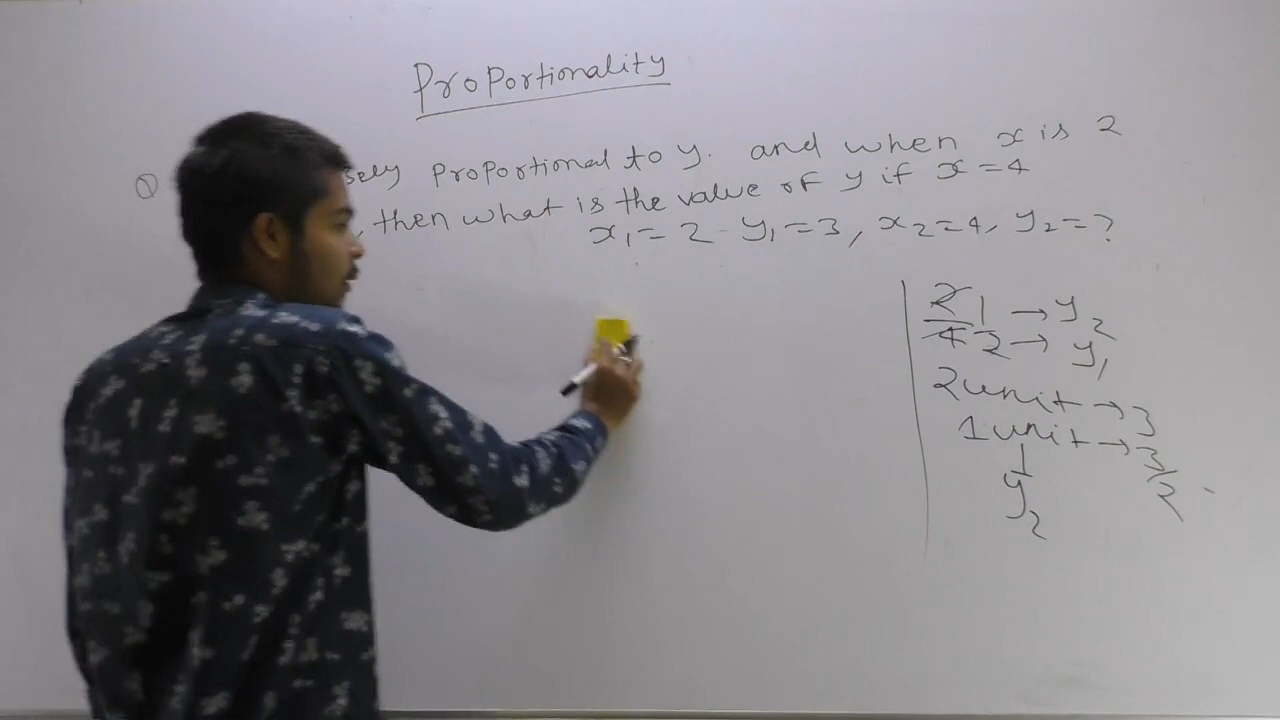 Proportionality
Q sely proportional to y. and when x is 2
, then what is the value of y if x = 4
x₁ = 2 y₁ = 3, x₂ = 4, y₂ = ?
2 1 → y₂
4 2 → y₁
2 unit → 3
1 unit → 3/2
y₂